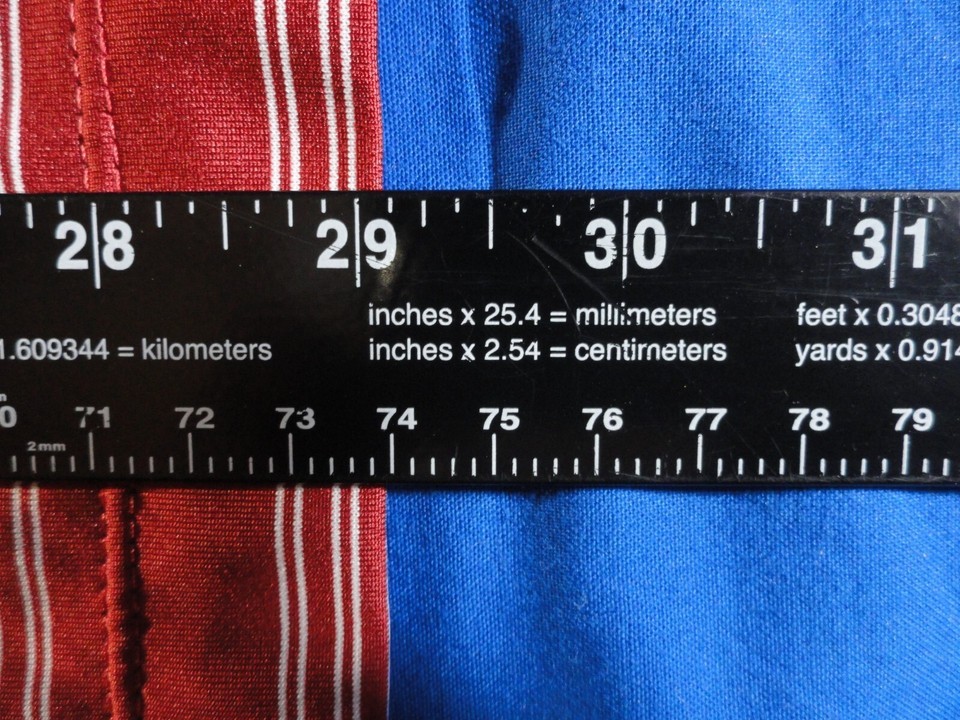 28 29 30 31
inches x 25.4 = millimeters feet x 0.3048
1.609344 = kilometers inches x 2.54 = centimeters yards x 0.914
0 71 72 73 74 75 76 77 78 79
2mm